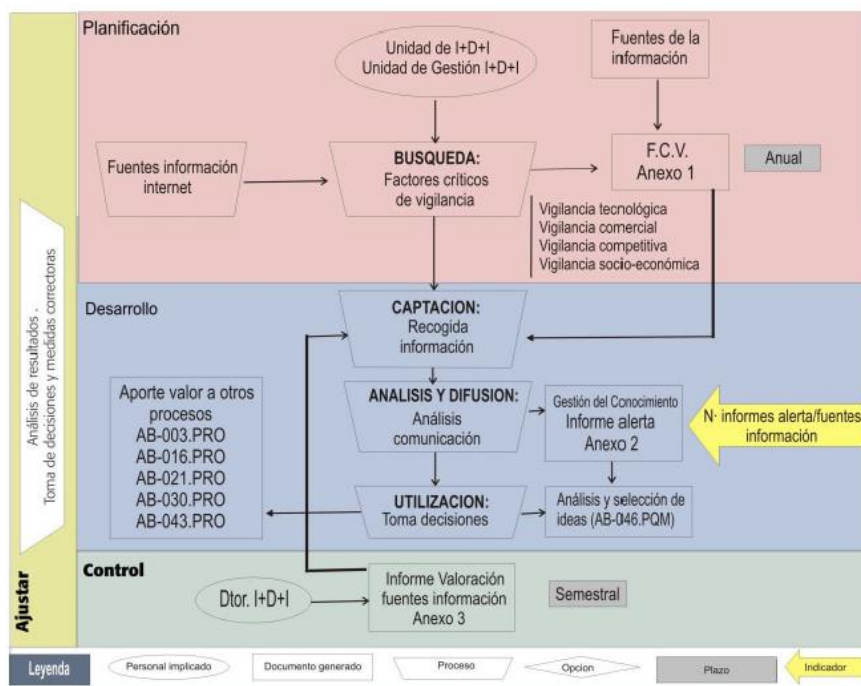 Planificación
Unidad de I+D+I
Unidad de Gestión I+D+I
Fuentes de la
información
Fuentes información
internet
BUSQUEDA:
Factores críticos
de vigilancia
F.C.V.
Anexo 1
Anual
Vigilancia tecnológica
Vigilancia comercial
Vigilancia competitiva
Vigilancia socio-económica
Análisis de resultados .
Toma de decisiones y medidas correctoras
Ajustar
Desarrollo
CAPTACION:
Recogida
información
Aporte valor a otros
procesos
AB-003.PRO
AB-016.PRO
AB-021.PRO
AB-030.PRO
AB-043.PRO
ANALISIS Y DIFUSION:
Análisis
comunicación
Gestión del Conocimiento
Informe alerta
Anexo 2
N· informes alerta/fuentes
información
UTILIZACION:
Toma decisiones
Análisis y selección de
ideas (AB-046.PQM)
Control
Dtor. I+D+I
Informe Valoración
fuentes información
Anexo 3
Semestral
Leyenda
Personal implicado
Documento generado
Proceso
Opcion
Plazo
Indicador